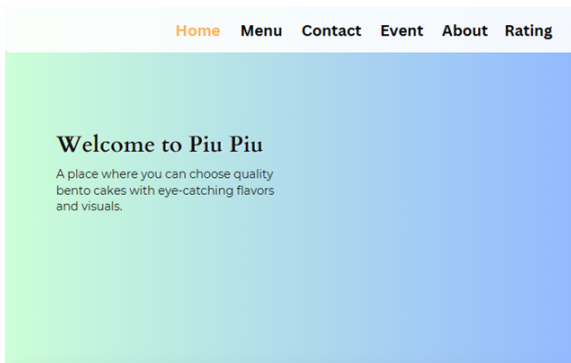 Home Menu Contact Event About Rating
Welcome to Piu Piu
A place where you can choose quality
bento cakes with eye-catching flavors
and visuals.